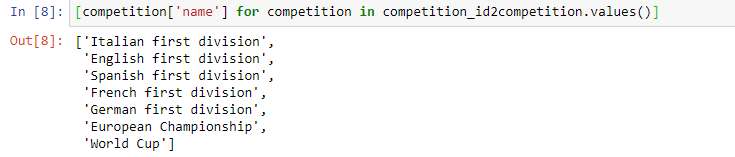 In [8]: [competition['name'] for competition in competition_id2competition.values()]
Out[8]: ['Italian first division',
'English first division',
'Spanish first division',
'French first division',
'German first division',
'European Championship',
'World Cup']